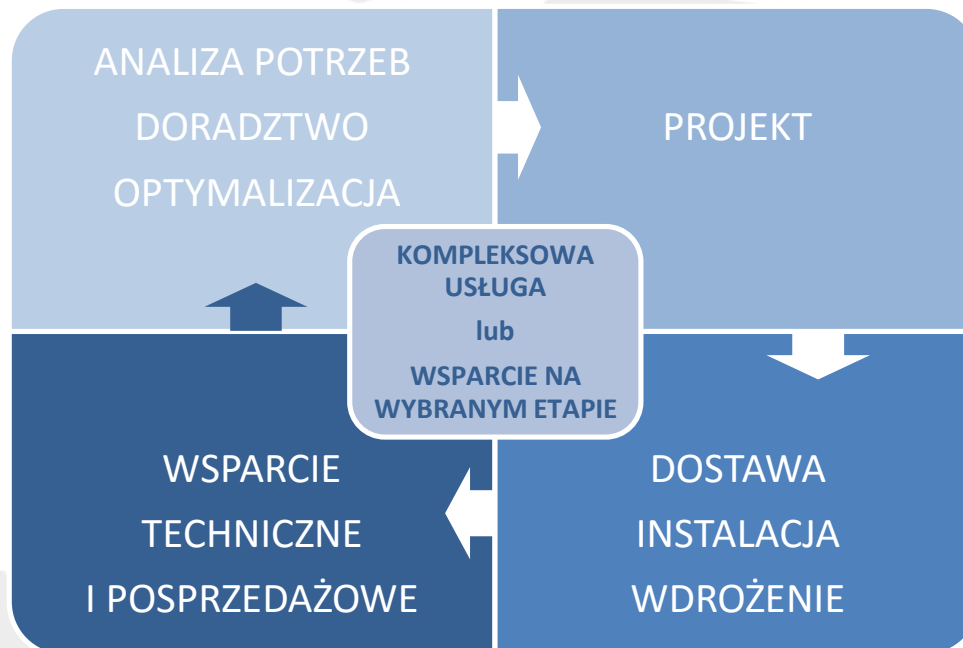 ANALIZA POTRZEB
DORADZTWO
OPTYMALIZACJA
PROJEKT
KOMPLEKSOWA
USŁUGA
lub
WSPARCIE NA
WYBRANYM ETAPIE
WSPARCIE
TECHNICZNE
I POSPRZEDAŻOWE
DOSTAWA
INSTALACJA
WDROŻENIE